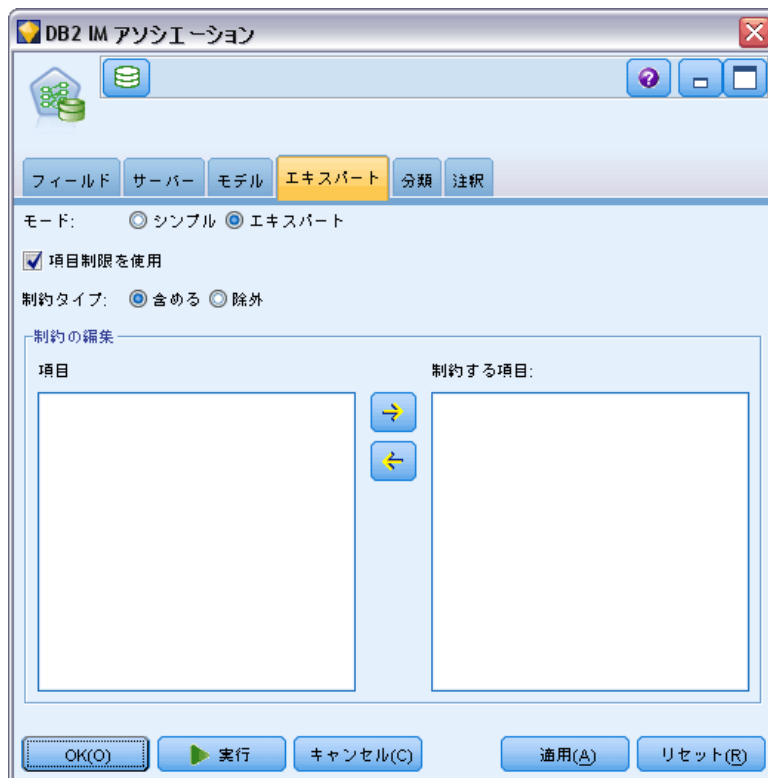 DB2 IM アソシエーション
フィールド サーバー モデル エキスパート 分類 注釈
モード: シンプル エキスパート
項目制限を使用
制約タイプ: 含める 除外
制約の編集
項目 制約する項目:
OK(O) 実行 キャンセル(C) 適用(A) リセット(R)